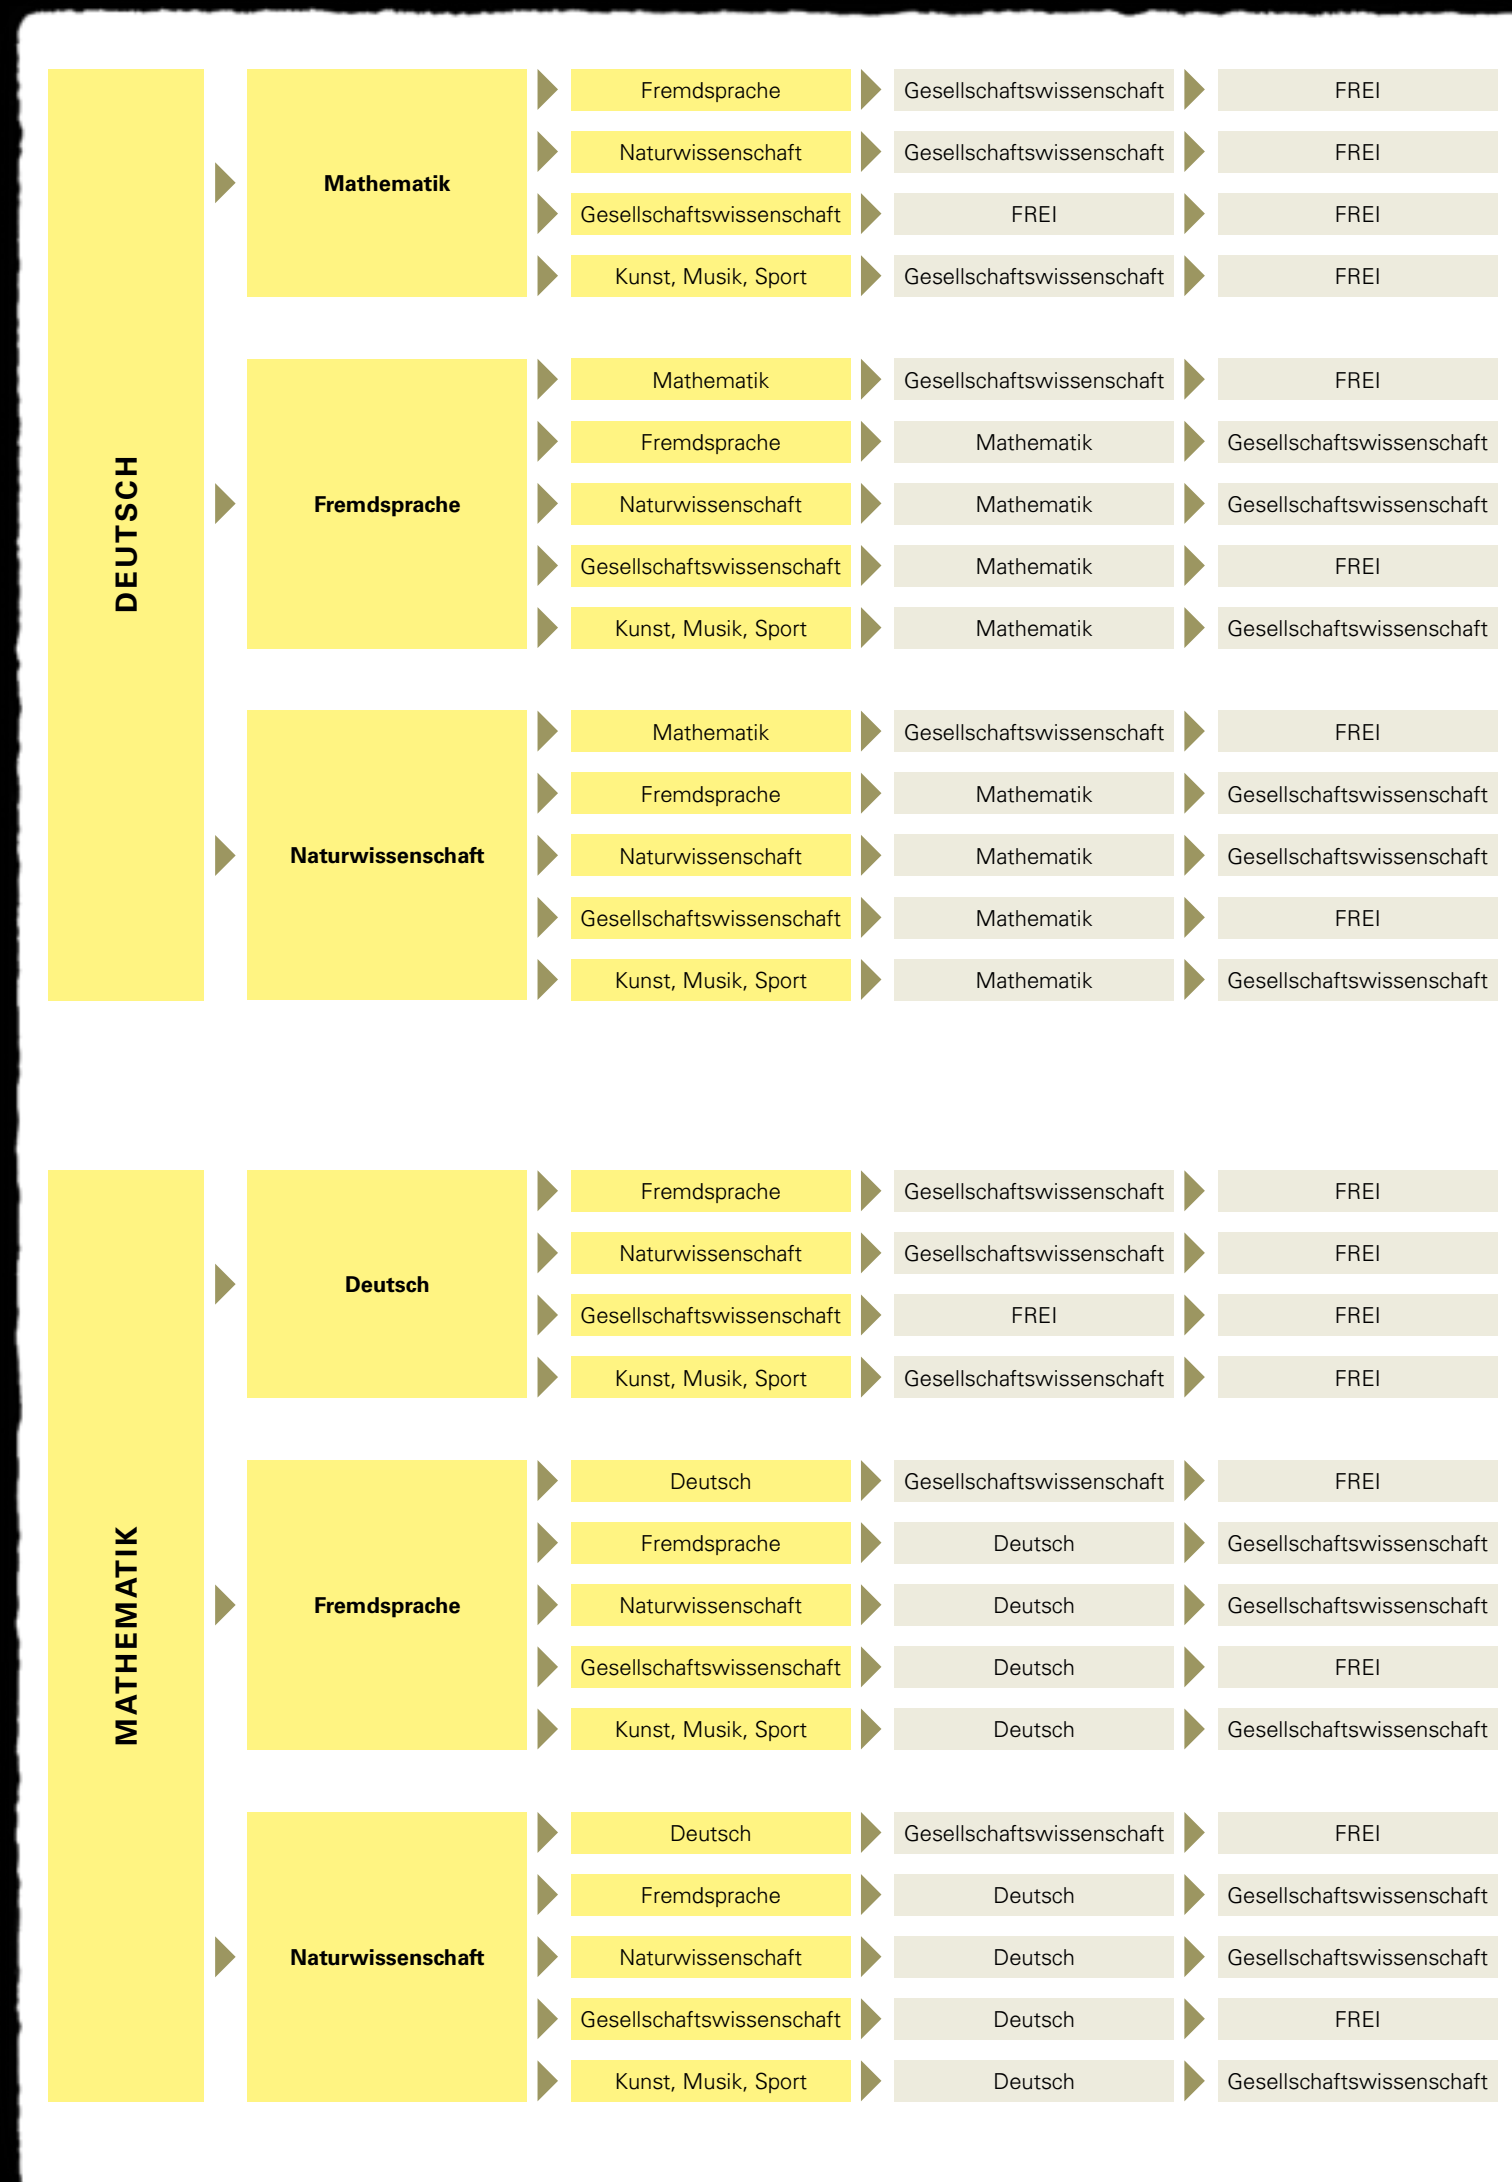 DEUTSCH
Mathematik
Fremdsprache Gesellschaftswissenschaft FREI
Naturwissenschaft Gesellschaftswissenschaft FREI
Gesellschaftswissenschaft FREI FREI
Kunst, Musik, Sport Gesellschaftswissenschaft FREI
Fremdsprache
Mathematik Gesellschaftswissenschaft FREI
Fremdsprache Mathematik Gesellschaftswissenschaft
Naturwissenschaft Mathematik Gesellschaftswissenschaft
Gesellschaftswissenschaft Mathematik FREI
Kunst, Musik, Sport Mathematik Gesellschaftswissenschaft
Naturwissenschaft
Mathematik Gesellschaftswissenschaft FREI
Fremdsprache Mathematik Gesellschaftswissenschaft
Naturwissenschaft Mathematik Gesellschaftswissenschaft
Gesellschaftswissenschaft Mathematik FREI
Kunst, Musik, Sport Mathematik Gesellschaftswissenschaft
MATHEMATIK
Deutsch
Fremdsprache Gesellschaftswissenschaft FREI
Naturwissenschaft Gesellschaftswissenschaft FREI
Gesellschaftswissenschaft FREI FREI
Kunst, Musik, Sport Gesellschaftswissenschaft FREI
Fremdsprache
Deutsch Gesellschaftswissenschaft FREI
Fremdsprache Deutsch Gesellschaftswissenschaft
Naturwissenschaft Deutsch Gesellschaftswissenschaft
Gesellschaftswissenschaft Deutsch FREI
Kunst, Musik, Sport Deutsch Gesellschaftswissenschaft
Naturwissenschaft
Deutsch Gesellschaftswissenschaft FREI
Fremdsprache Deutsch Gesellschaftswissenschaft
Naturwissenschaft Deutsch Gesellschaftswissenschaft
Gesellschaftswissenschaft Deutsch FREI
Kunst, Musik, Sport Deutsch Gesellschaftswissenschaft